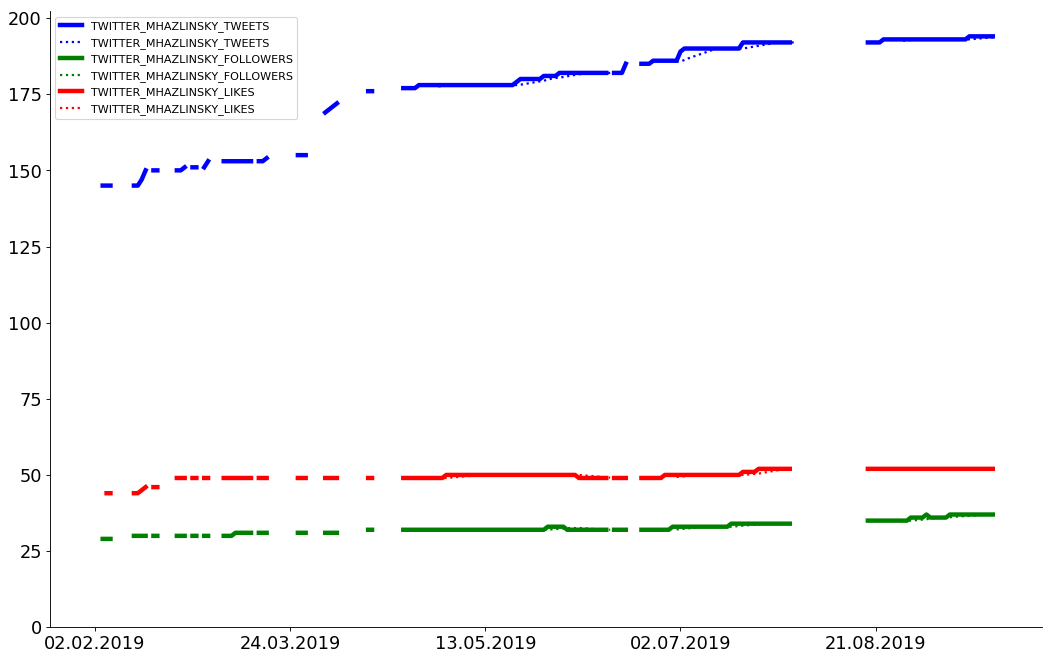 200
175
150
125
100
75
50
25
0
TWITTER_MHAZLINSKY_TWEETS
TWITTER_MHAZLINSKY_TWEETS
TWITTER_MHAZLINSKY_FOLLOWERS
TWITTER_MHAZLINSKY_FOLLOWERS
TWITTER_MHAZLINSKY_LIKES
TWITTER_MHAZLINSKY_LIKES
02.02.2019 24.03.2019 13.05.2019 02.07.2019 21.08.2019